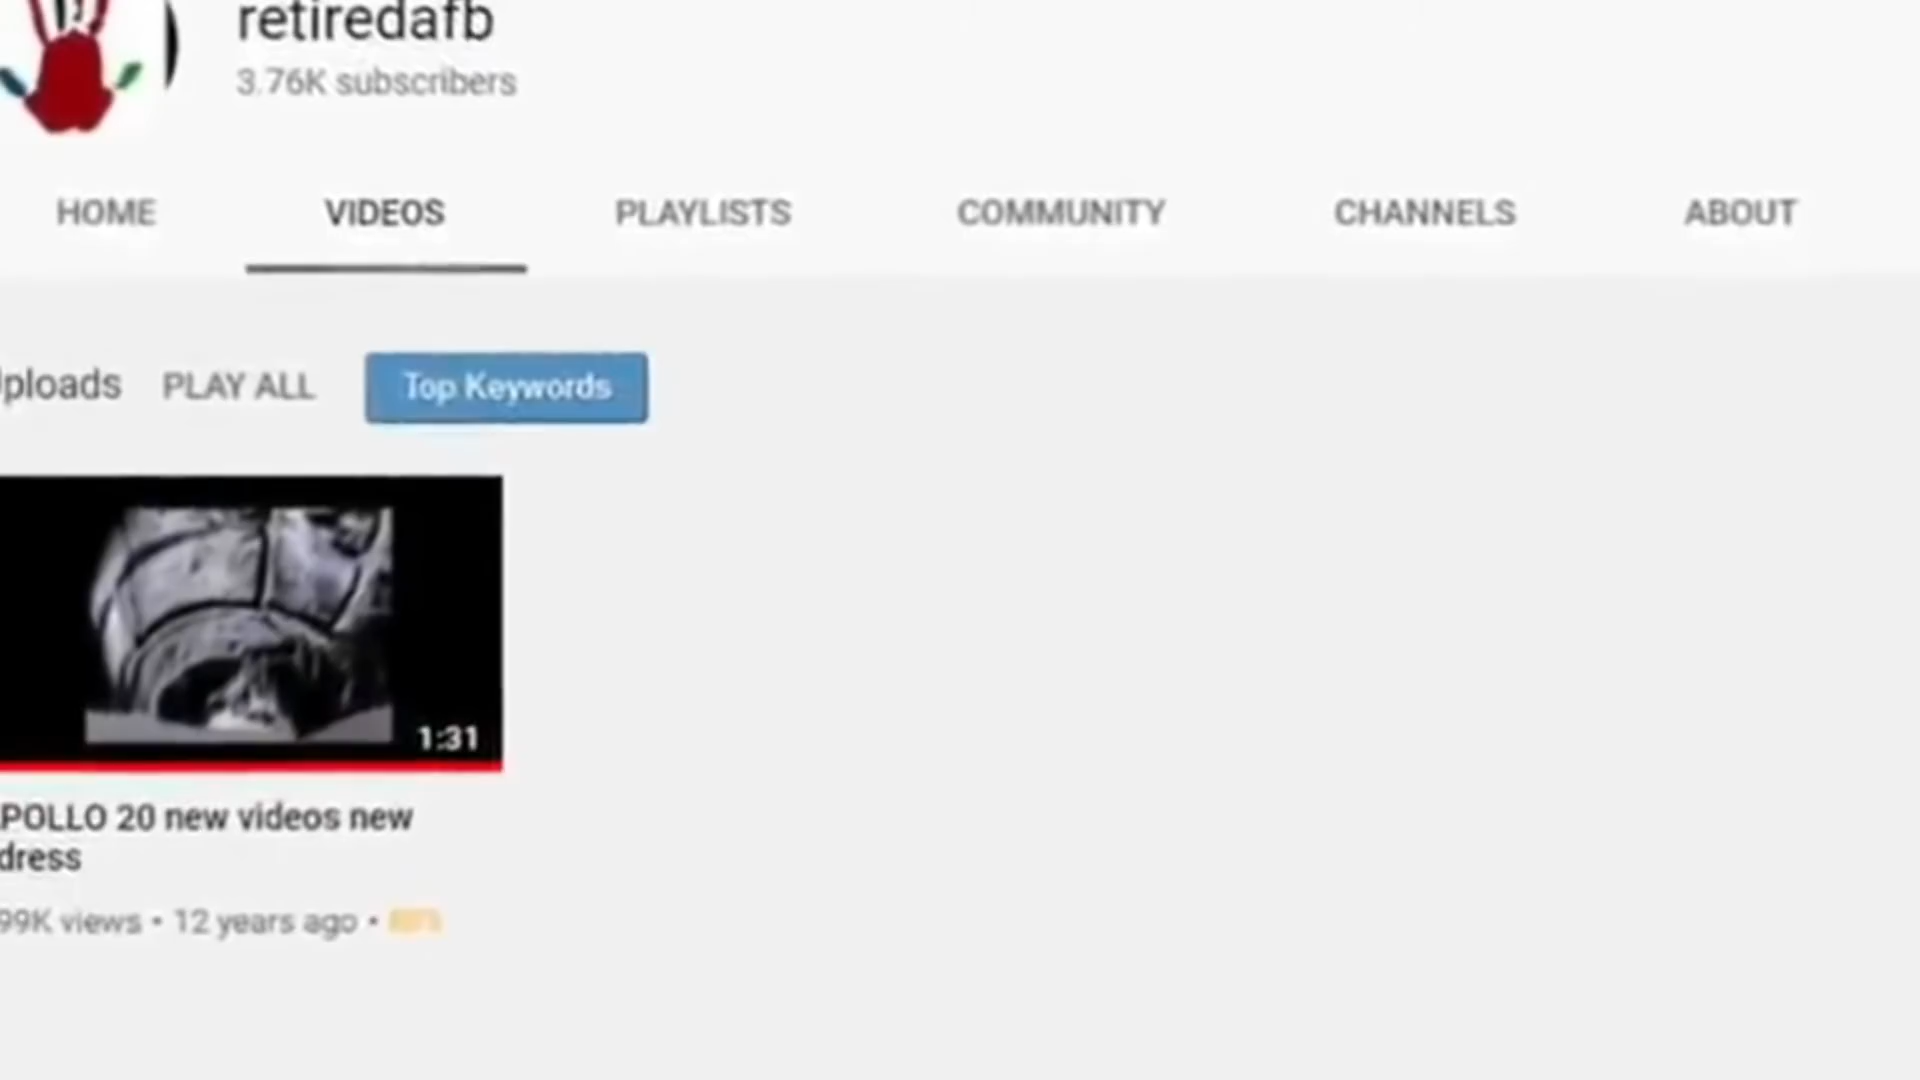 retiredafb
3.76K subscribers
HOME VIDEOS PLAYLISTS COMMUNITY CHANNELS ABOUT
ploads PLAY ALL Top Keywords
1:31
POLLO 20 new videos new
dress
99K views • 12 years ago •